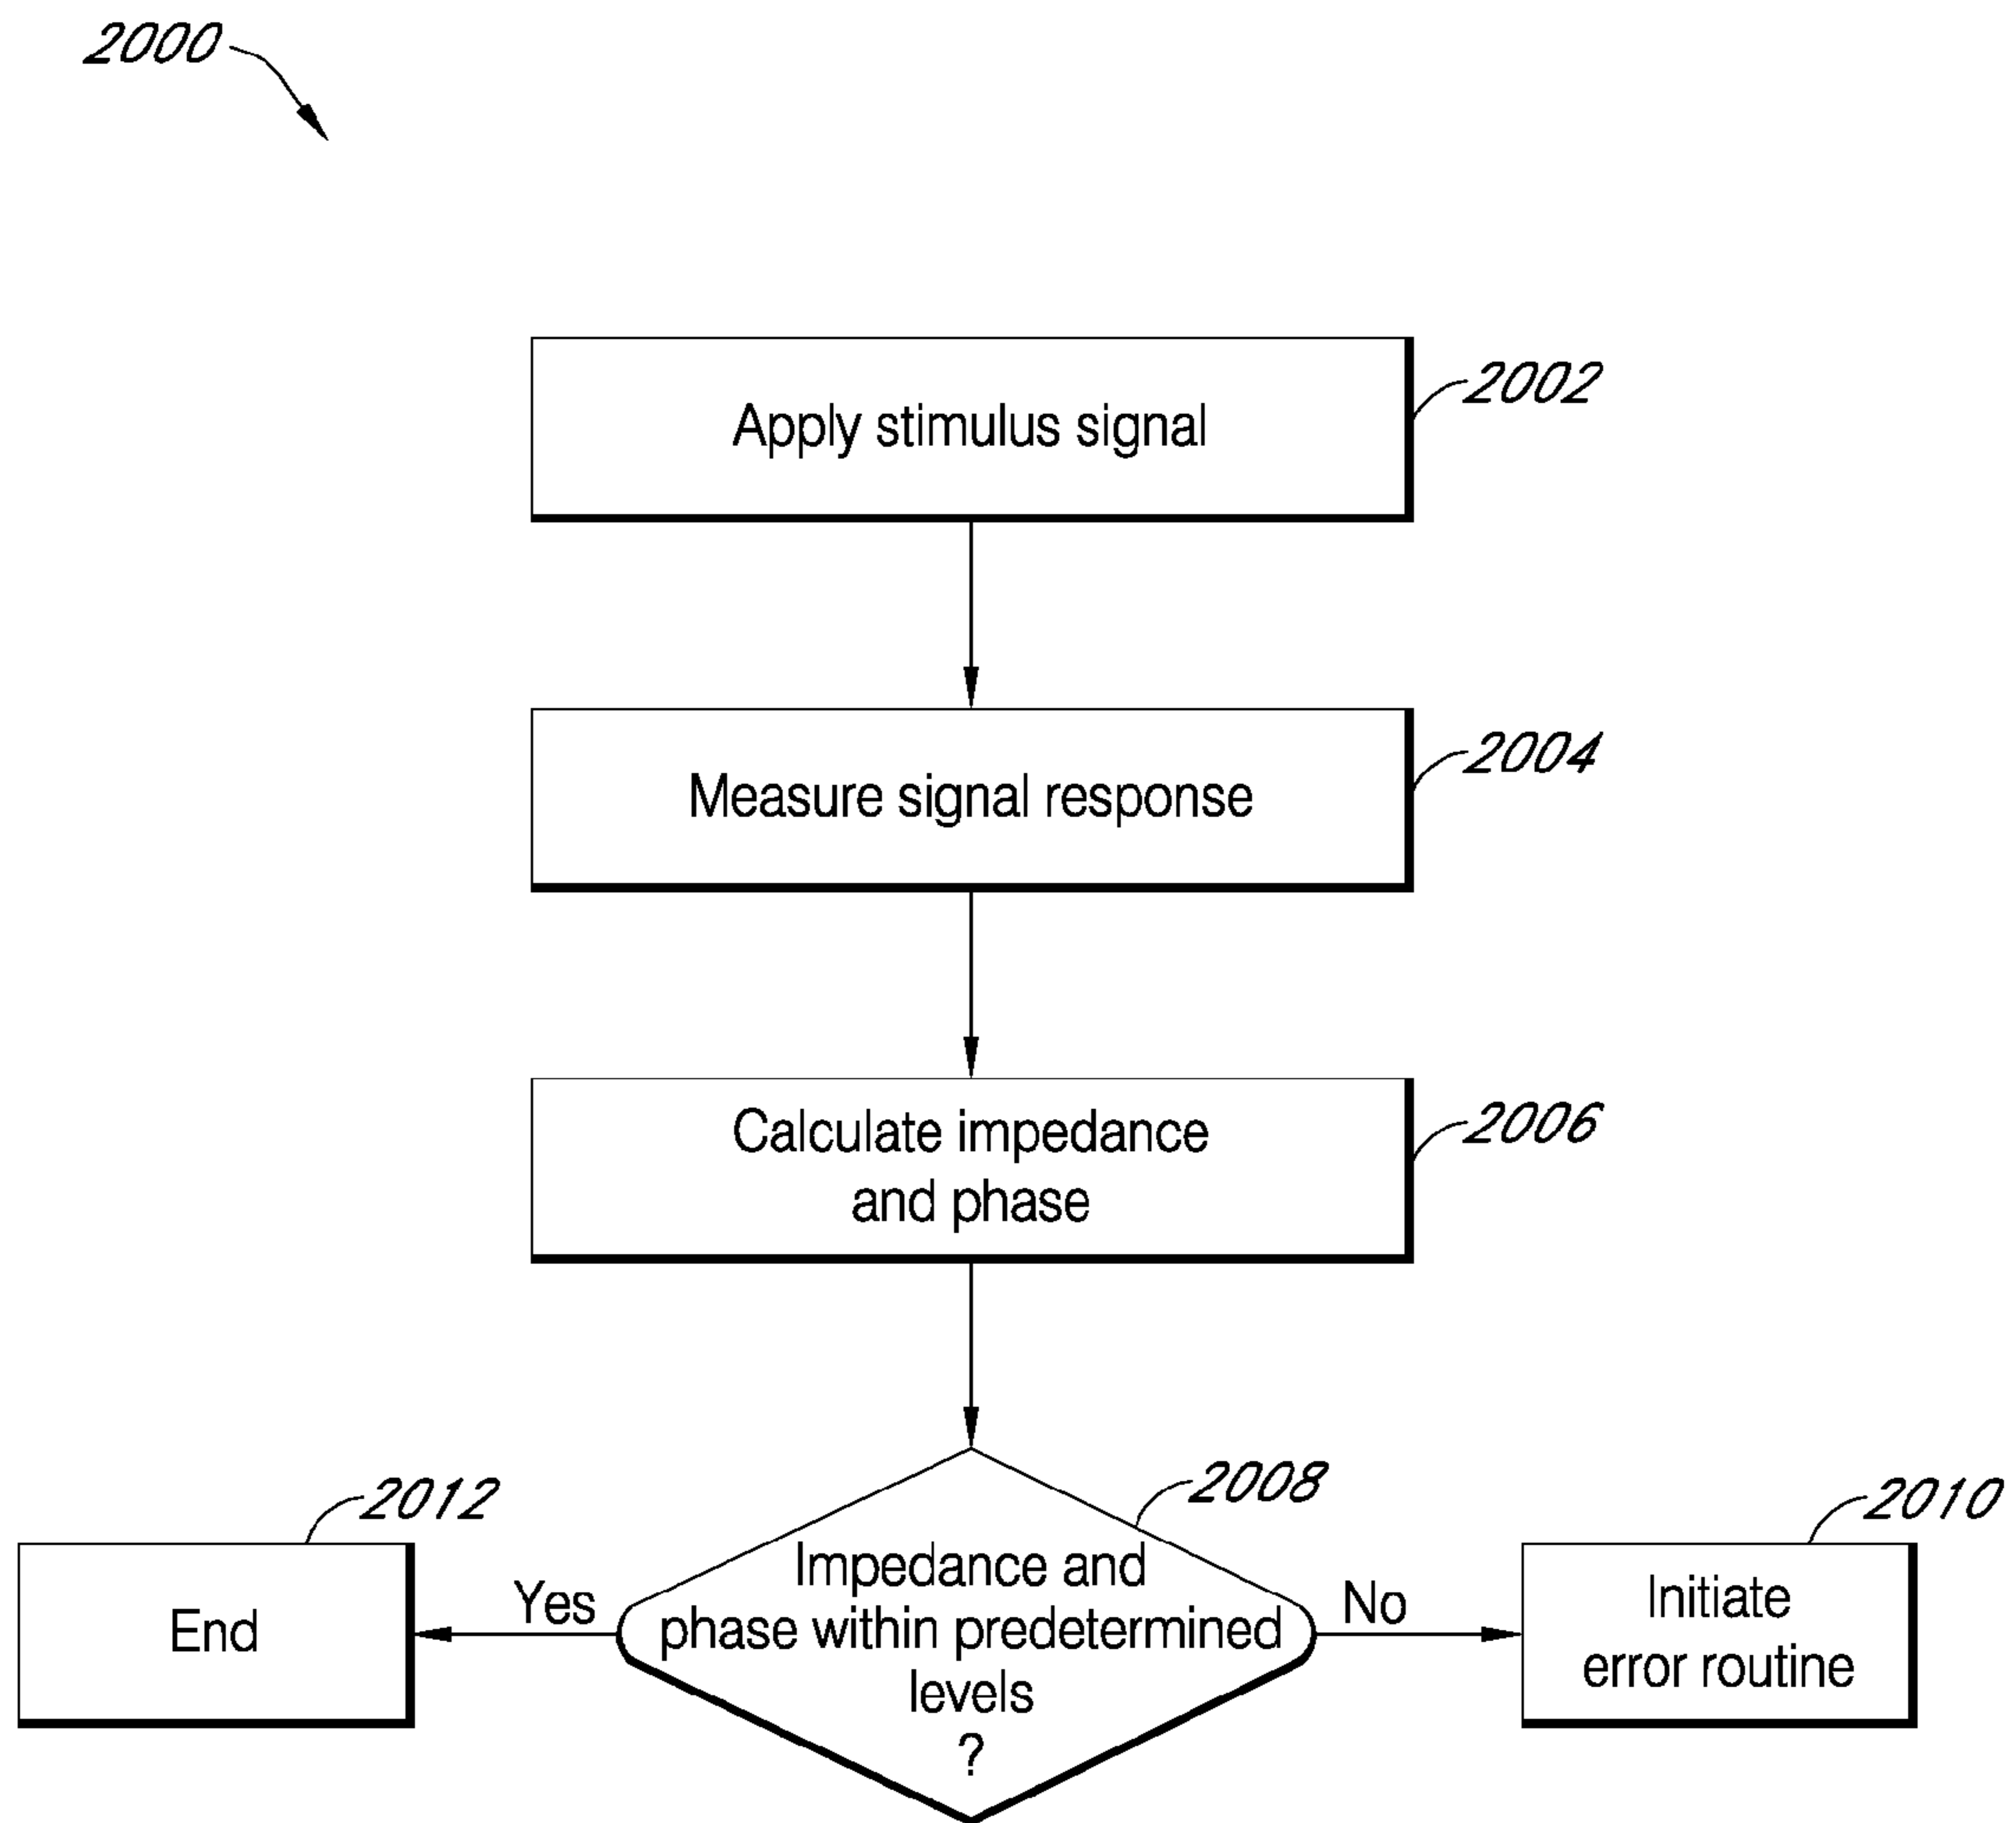 2000
Apply stimulus signal
2002
Measure signal response
2004
Calculate impedance
and phase
2006
2008
Impedance and
phase within predetermined
levels
?
Yes
No
2012
End
2010
Initiate
error routine